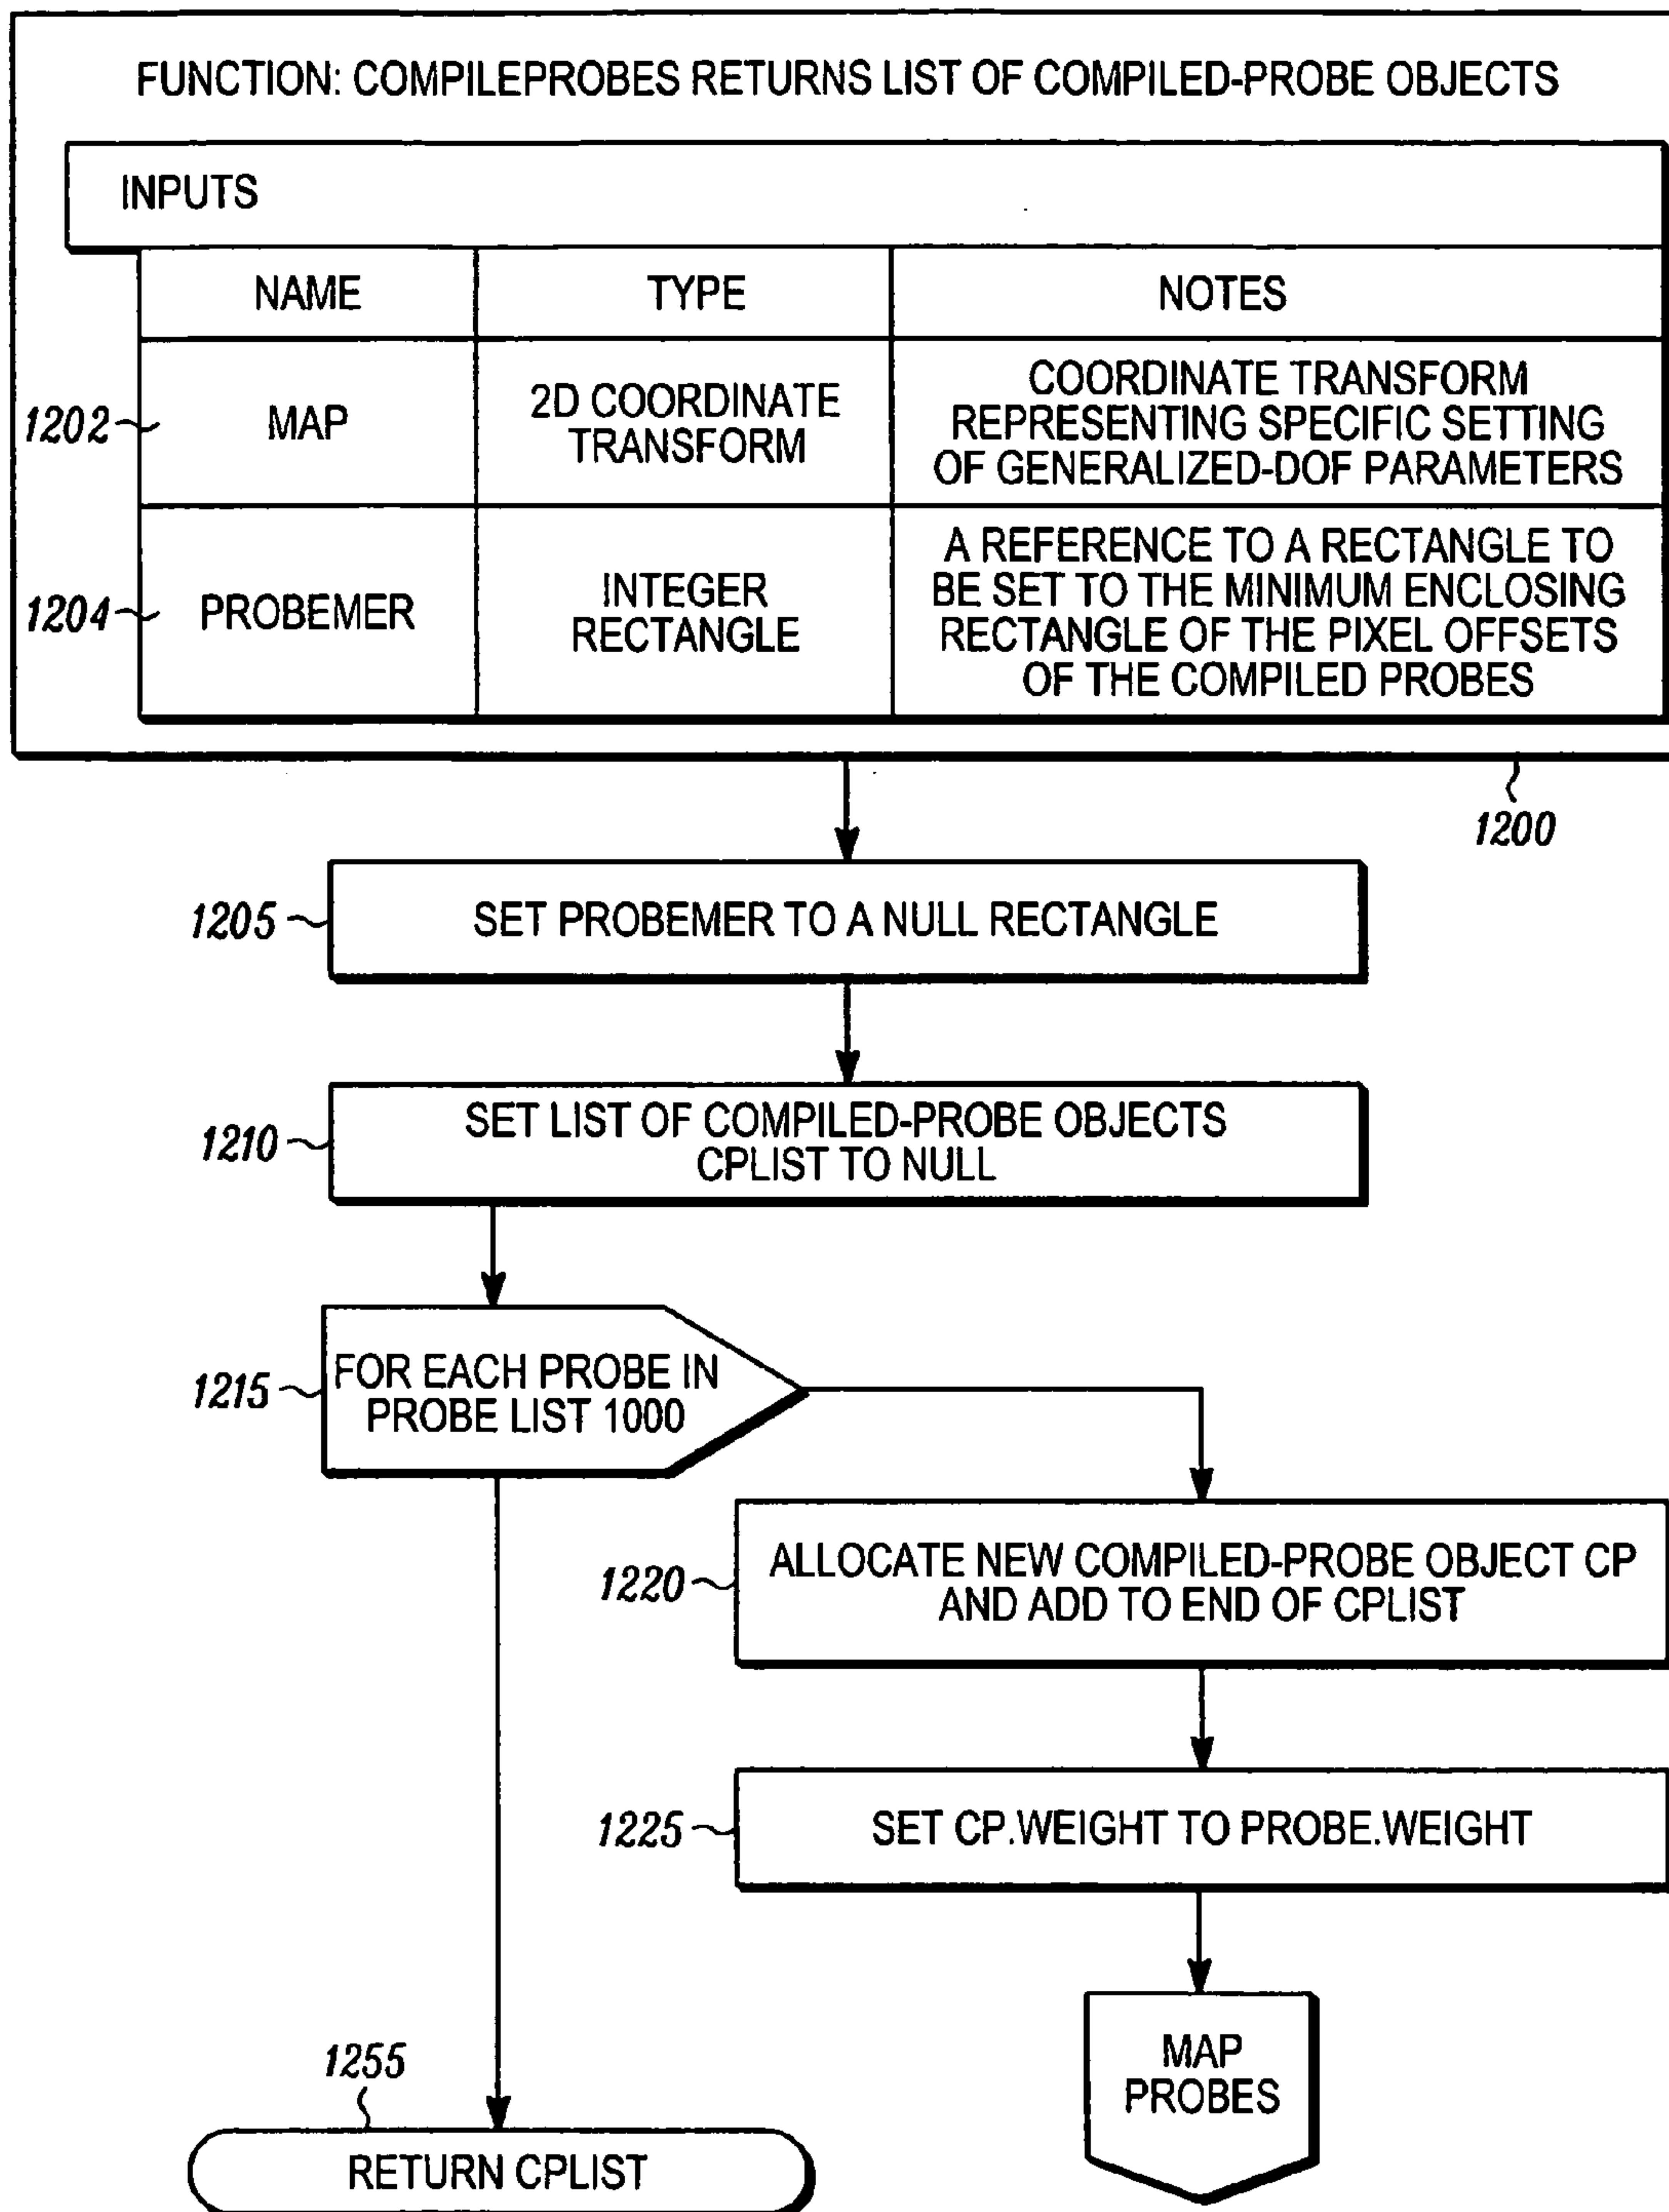 FUNCTION: COMPILEPROBES RETURNS LIST OF COMPILED-PROBE OBJECTS
INPUTS
NAME TYPE NOTES
1202
MAP
2D COORDINATE
TRANSFORM
COORDINATE TRANSFORM
REPRESENTING SPECIFIC SETTING
OF GENERALIZED-DOF PARAMETERS
1204
PROBEMER
INTEGER
RECTANGLE
A REFERENCE TO A RECTANGLE TO
BE SET TO THE MINIMUM ENCLOSING
RECTANGLE OF THE PIXEL OFFSETS
OF THE COMPILED PROBES
1200
1205
SET PROBEMER TO A NULL RECTANGLE
1210
SET LIST OF COMPILED-PROBE OBJECTS
CPLIST TO NULL
1215
FOR EACH PROBE IN
PROBE LIST 1000
1220
ALLOCATE NEW COMPILED-PROBE OBJECT CP
AND ADD TO END OF CPLIST
1225
SET CP.WEIGHT TO PROBE.WEIGHT
MAP
PROBES
1255
RETURN CPLIST